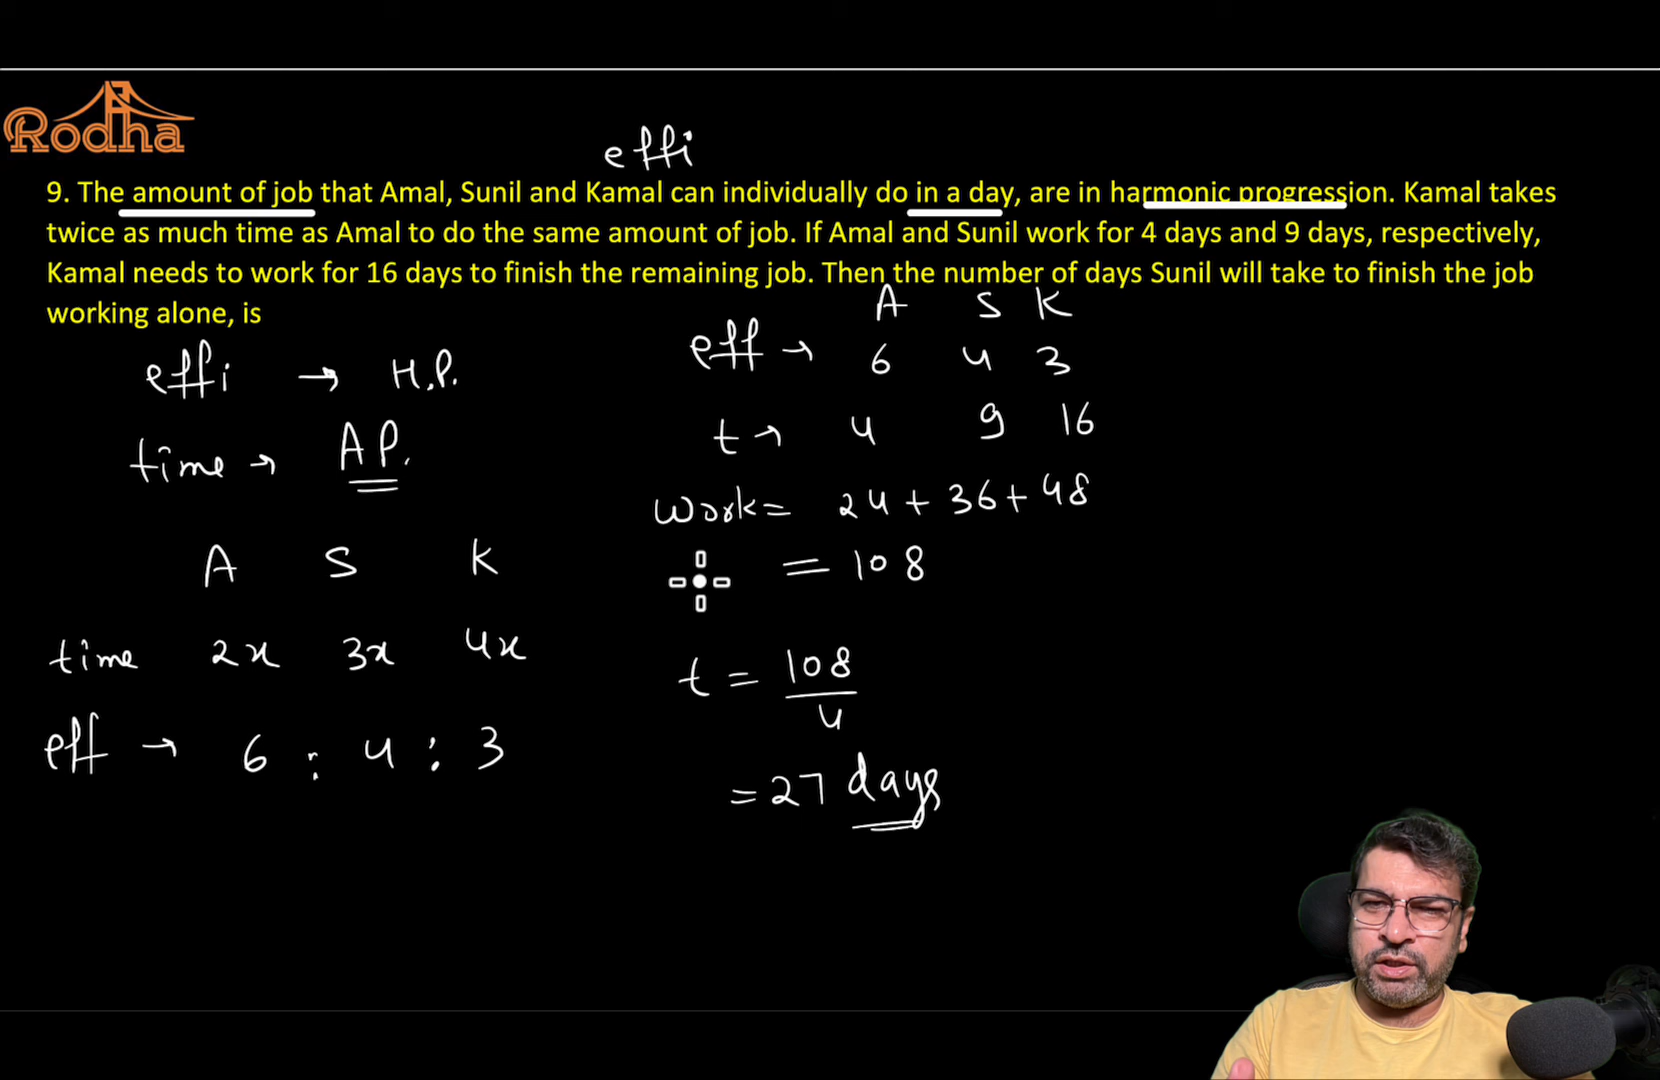 Rodha
effi
9. The amount of job that Amal, Sunil and Kamal can individually do in a day, are in harmonic progression. Kamal takes
twice as much time as Amal to do the same amount of job. If Amal and Sunil work for 4 days and 9 days, respectively,
Kamal needs to work for 16 days to finish the remaining job. Then the number of days Sunil will take to finish the job
working alone, is
effi → H.P.
time → A P.
A S K
time 2x 3x 4x
eff → 6 : 4 : 3
A S K
eff → 6 4 3
t → 4 9 16
work = 24 + 36 + 48
= 108
t = 108/4
= 27 days